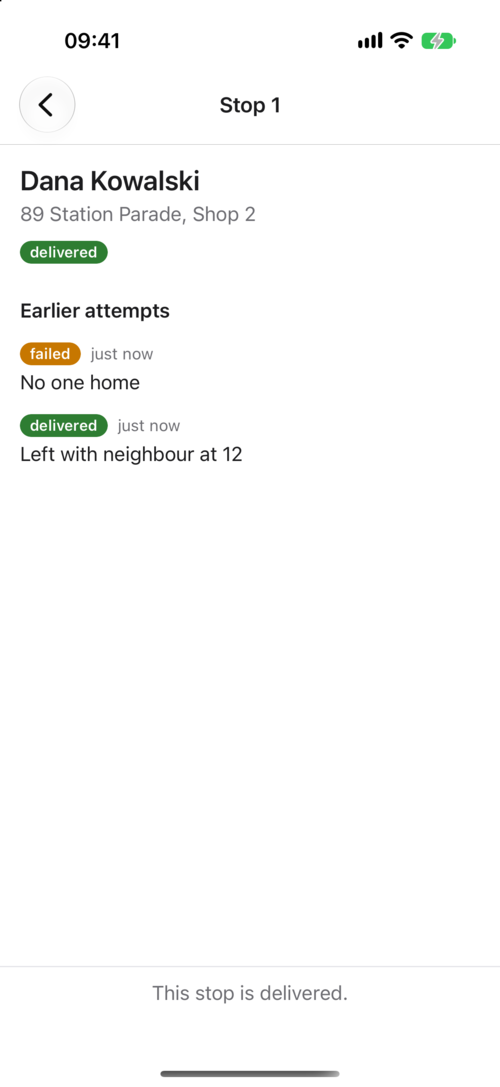 09:41
Stop 1
Dana Kowalski
89 Station Parade, Shop 2
delivered
Earlier attempts
failed just now
No one home
delivered just now
Left with neighbour at 12
This stop is delivered.